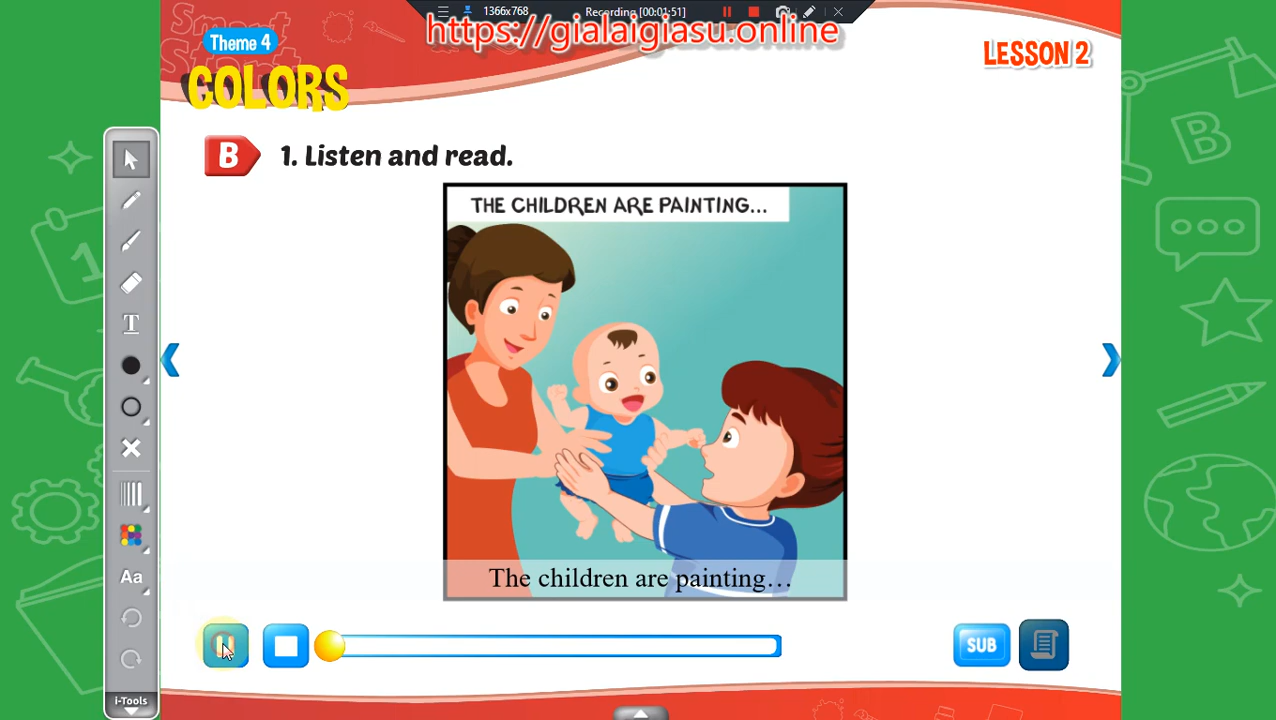 1366x768 Recording [00:01:51]
https://gialaigiasu.online
Theme 4
COLORS
LESSON 2
B 1. Listen and read.
THE CHILDREN ARE PAINTING...
The children are painting...
T
Aa
SUB
i-Tools
1
B